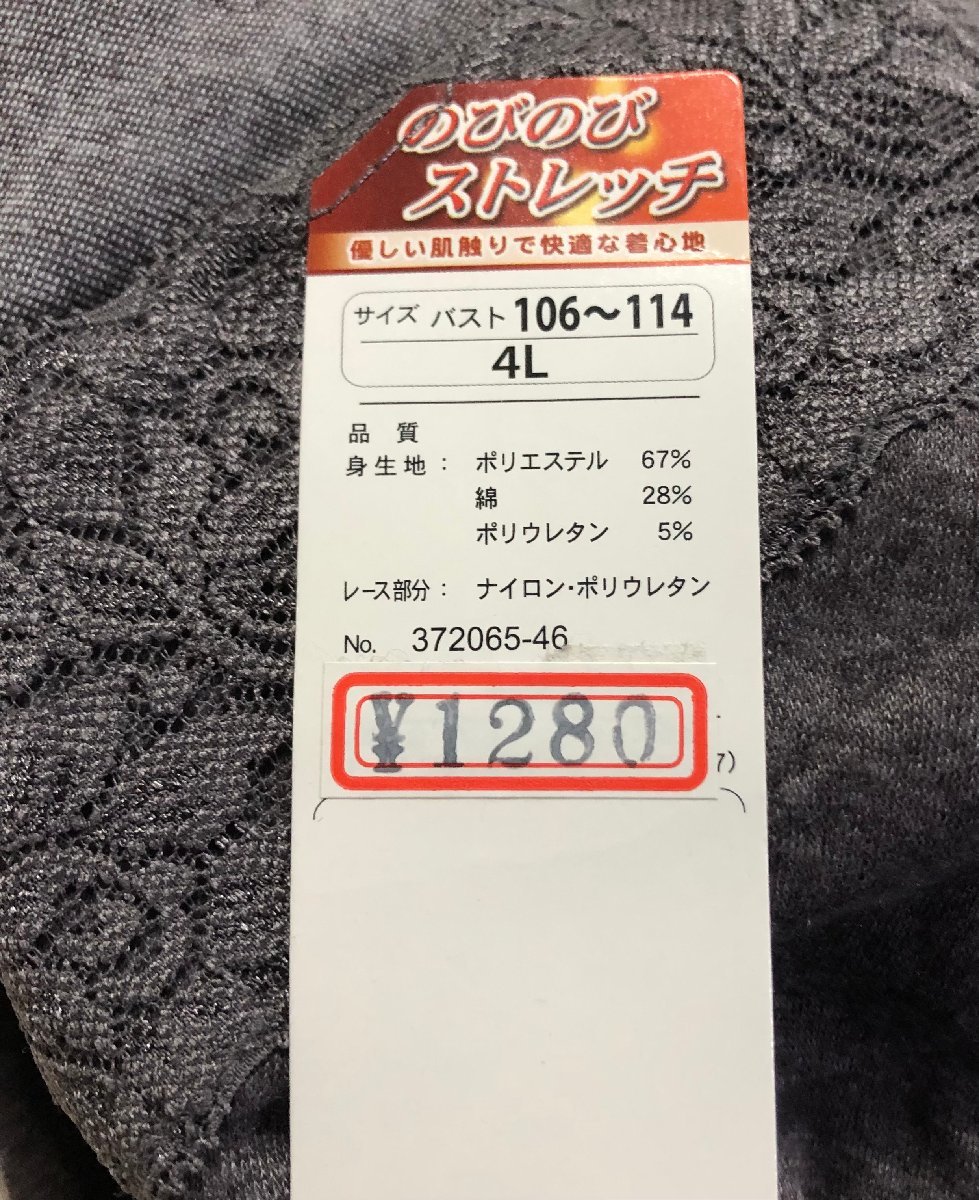 のびのび
ストレッチ
優しい肌触りで快適な着心地
サイズ バスト 106～114
4L
品 質
身生地 : ポリエステル 67%
綿 28%
ポリウレタン 5%
レース部分 : ナイロン・ポリウレタン
No. 372065-46
¥1280
7)